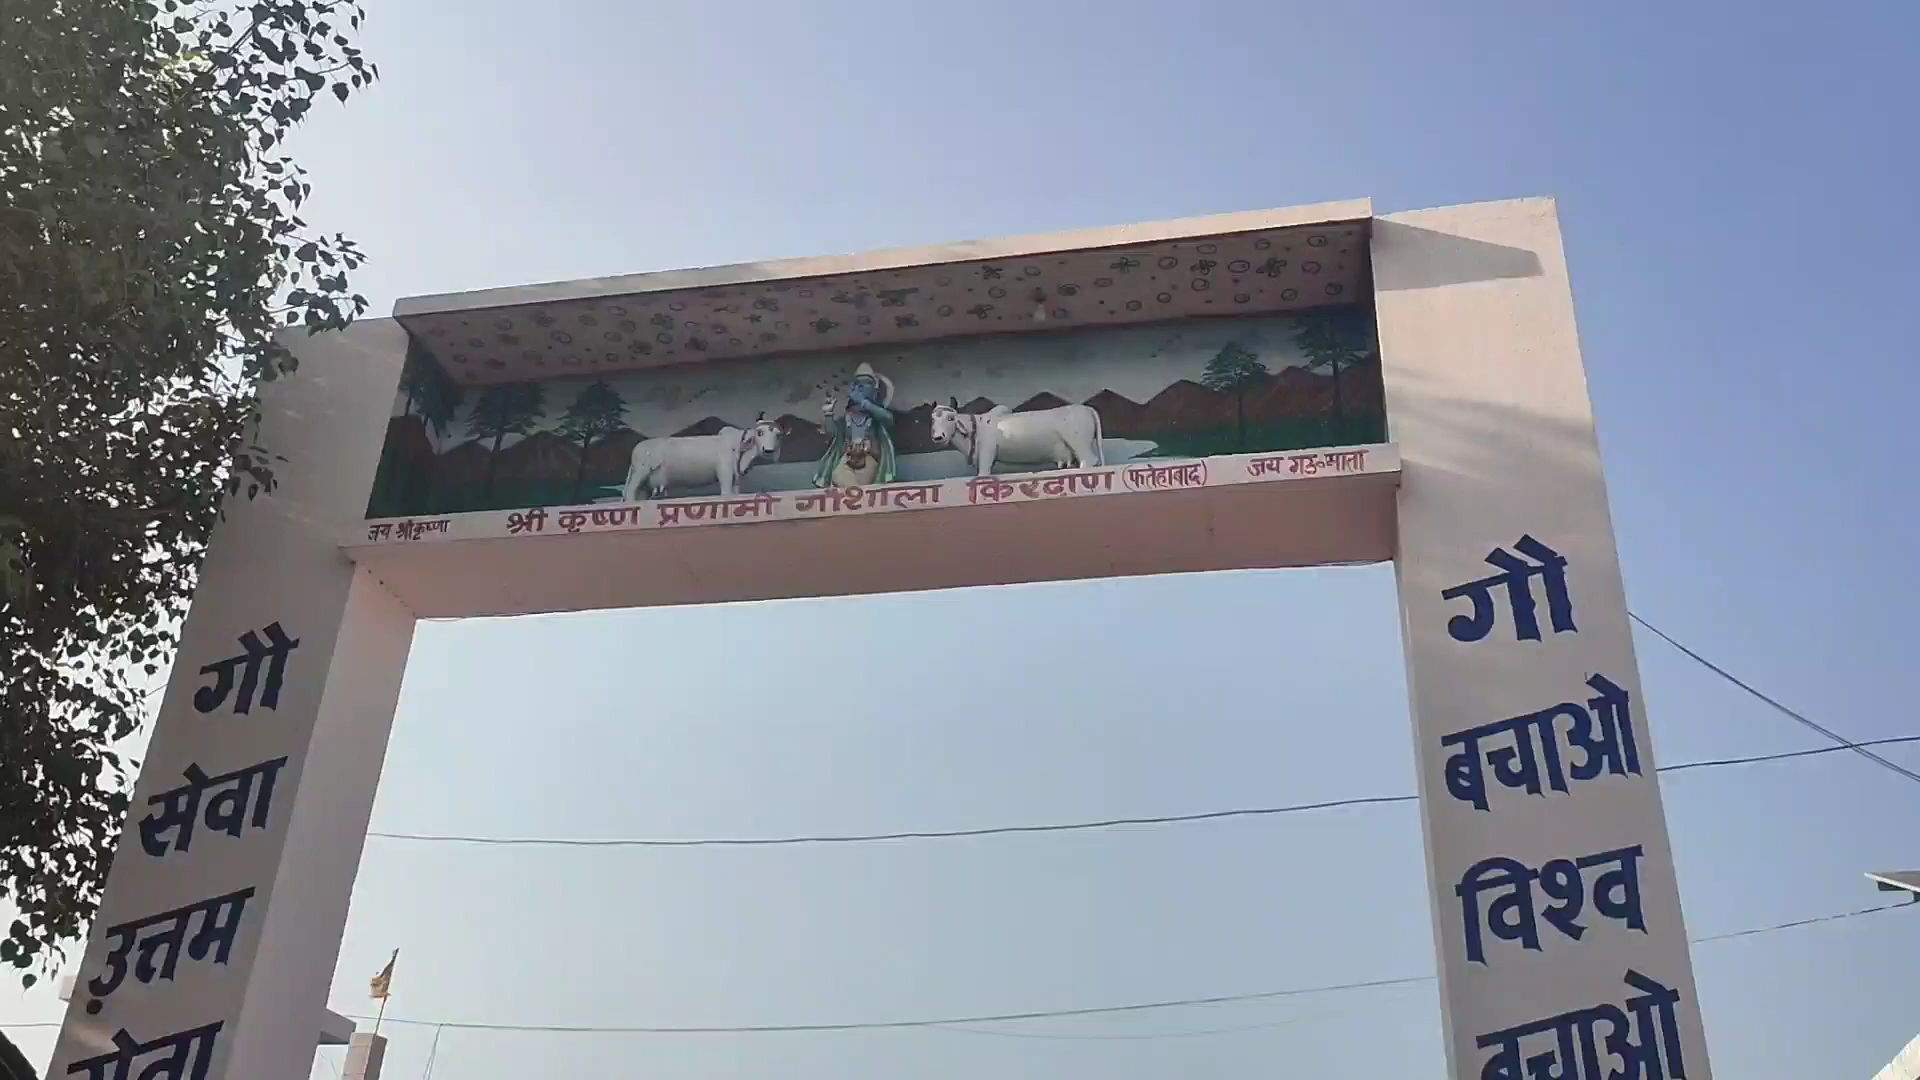 जय श्री कृष्णा श्री कृष्ण प्रणामी गौशाला किरढाण (फतेहाबाद) जय गऊ माता
गौ
सेवा
उत्तम
सेवा
गौ
बचाओ
विश्व
बचाओ